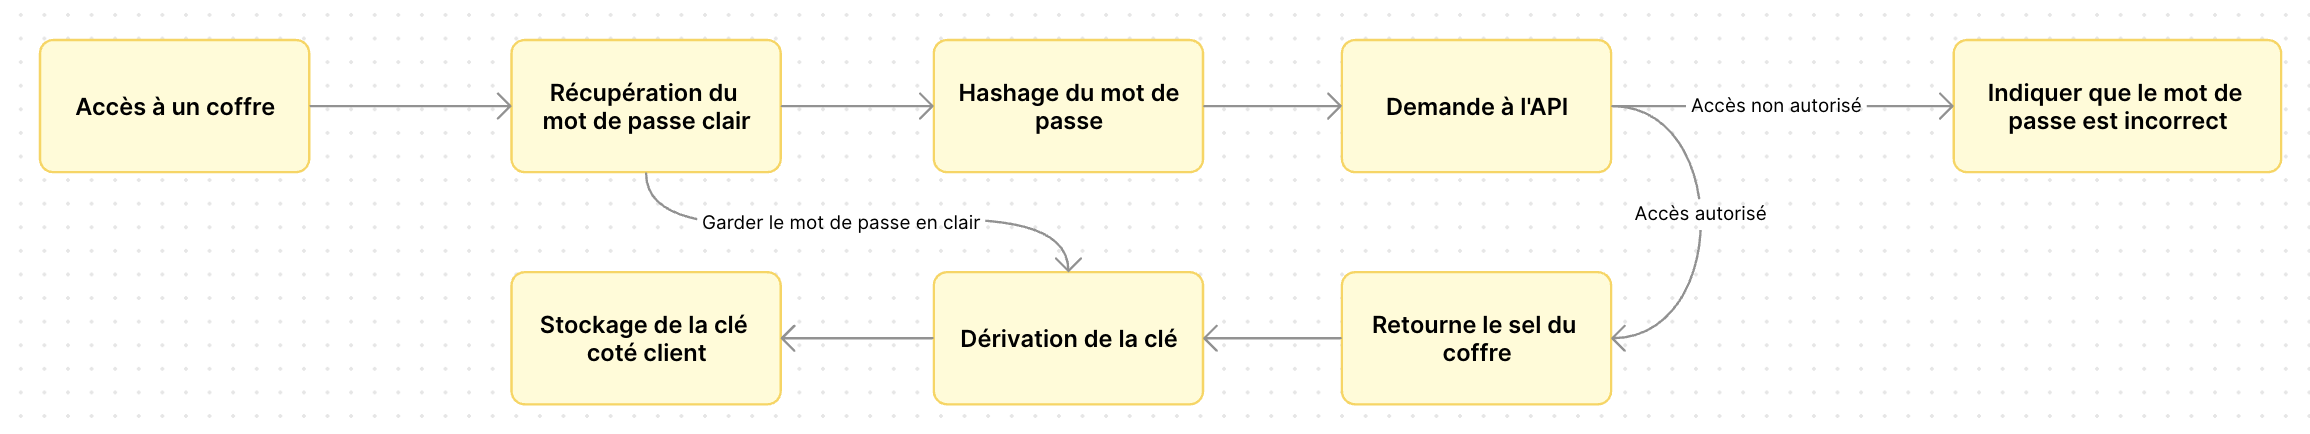 Accès à un coffre
Récupération du
mot de passe clair
Hashage du mot de
passe
Demande à l'API
Accès non autorisé
Indiquer que le mot de
passe est incorrect
Accès autorisé
Garder le mot de passe en clair
Stockage de la clé
coté client
Dérivation de la clé
Retourne le sel du
coffre